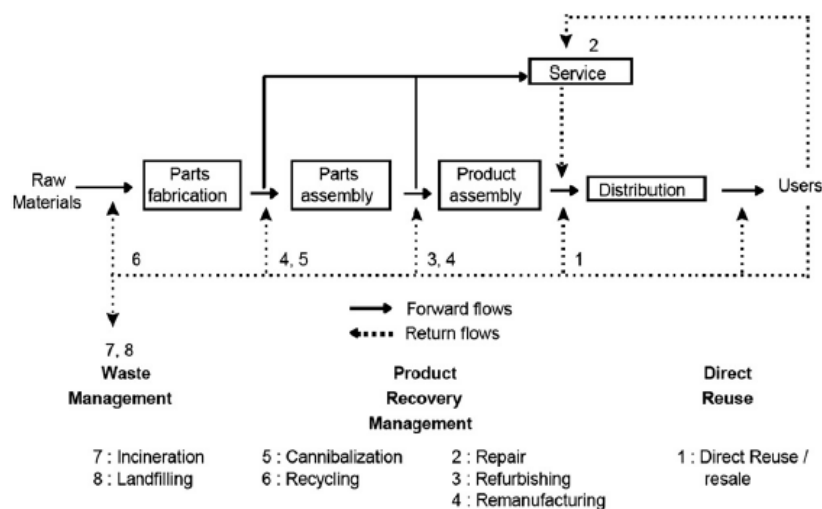 2
Service
Raw
Materials
Parts
fabrication
Parts
assembly
Product
assembly
Distribution
Users
6
4, 5
3, 4
1
Forward flows
Return flows
7, 8
Waste
Management
Product
Recovery
Management
Direct
Reuse
7 : Incineration
8 : Landfilling
5 : Cannibalization
6 : Recycling
2 : Repair
3 : Refurbishing
4 : Remanufacturing
1 : Direct Reuse /
resale